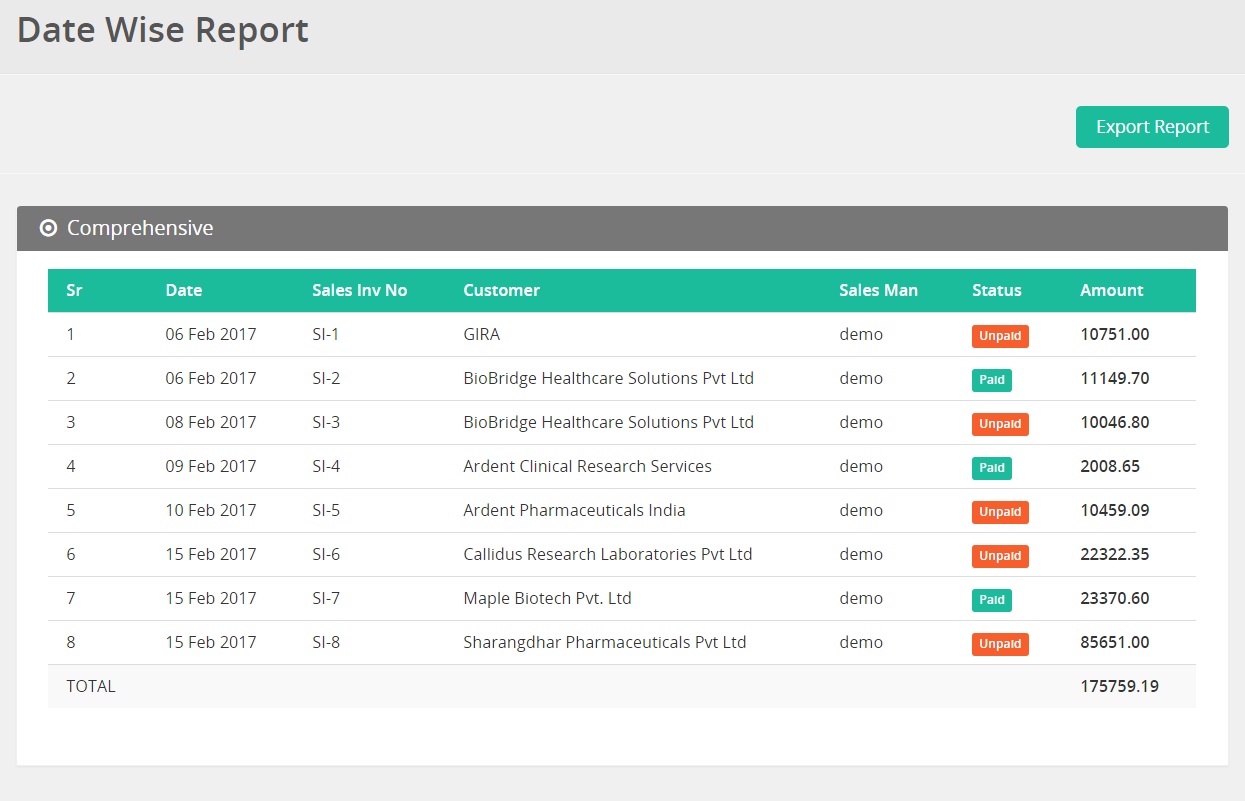 Date Wise Report
Export Report
Comprehensive
Sr Date Sales Inv No Customer Sales Man Status Amount
1 06 Feb 2017 SI-1 GIRA demo Unpaid 10751.00
2 06 Feb 2017 SI-2 BioBridge Healthcare Solutions Pvt Ltd demo Paid 11149.70
3 08 Feb 2017 SI-3 BioBridge Healthcare Solutions Pvt Ltd demo Unpaid 10046.80
4 09 Feb 2017 SI-4 Ardent Clinical Research Services demo Paid 2008.65
5 10 Feb 2017 SI-5 Ardent Pharmaceuticals India demo Unpaid 10459.09
6 15 Feb 2017 SI-6 Callidus Research Laboratories Pvt Ltd demo Unpaid 22322.35
7 15 Feb 2017 SI-7 Maple Biotech Pvt. Ltd demo Paid 23370.60
8 15 Feb 2017 SI-8 Sharangdhar Pharmaceuticals Pvt Ltd demo Unpaid 85651.00
TOTAL 175759.19